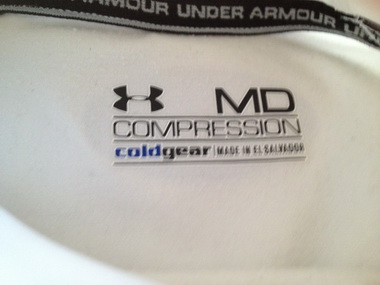 ARMOUR UNDER ARMOUR
MD
COMPRESSION
coldgear MADE IN EL SALVADOR